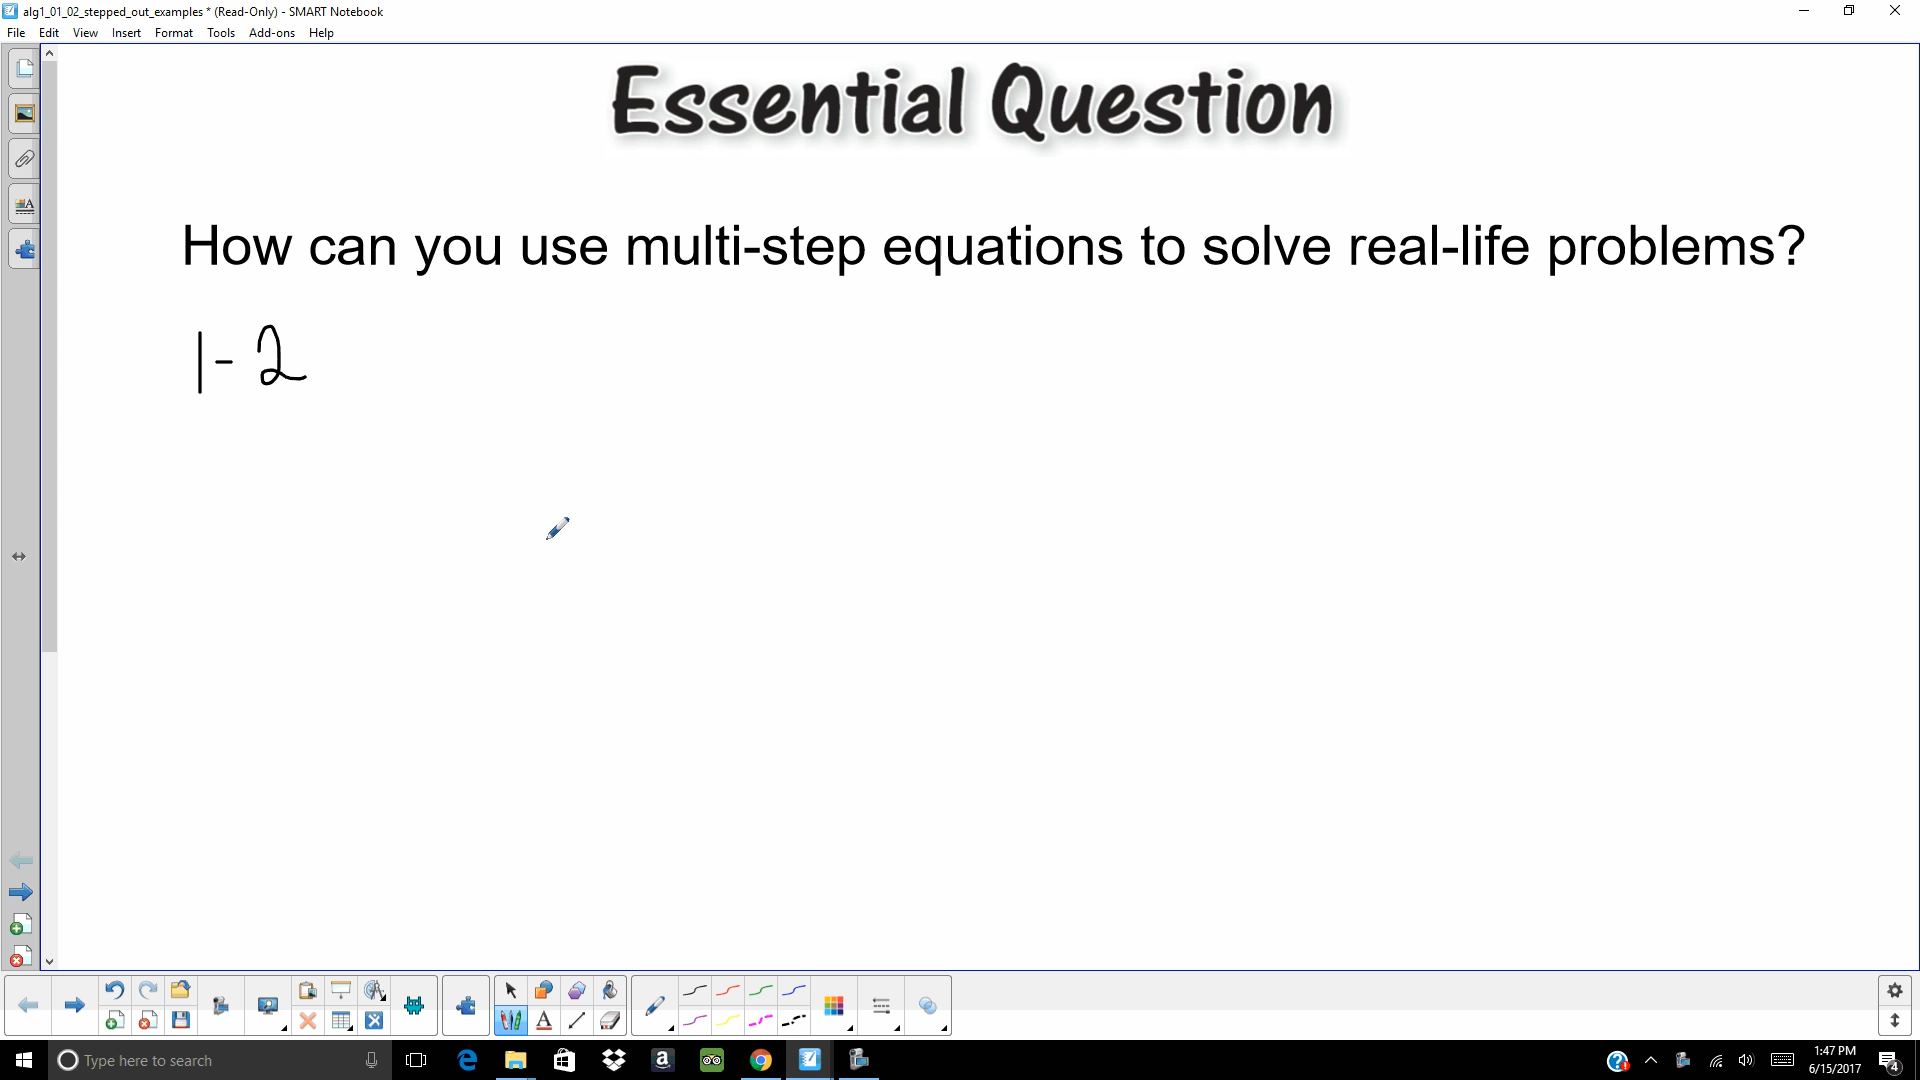 alg1_01_02_stepped_out_examples * (Read-Only) - SMART Notebook
File Edit View Insert Format Tools Add-ons Help
Essential Question
How can you use multi-step equations to solve real-life problems?
1-2
Type here to search
1:47 PM
6/15/2017
4